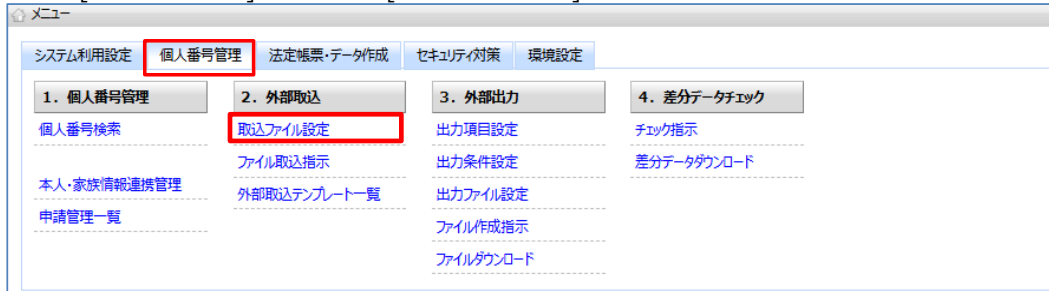 メニュー
システム利用設定 個人番号管理 法定帳票・データ作成 セキュリティ対策 環境設定
1. 個人番号管理 2. 外部取込 3. 外部出力 4. 差分データチェック
個人番号検索 取込ファイル設定 出力項目設定 チェック指示
ファイル取込指示 出力条件設定 差分データダウンロード
本人・家族情報連携管理 外部取込テンプレート一覧 出力ファイル設定
申請管理一覧 ファイル作成指示
ファイルダウンロード